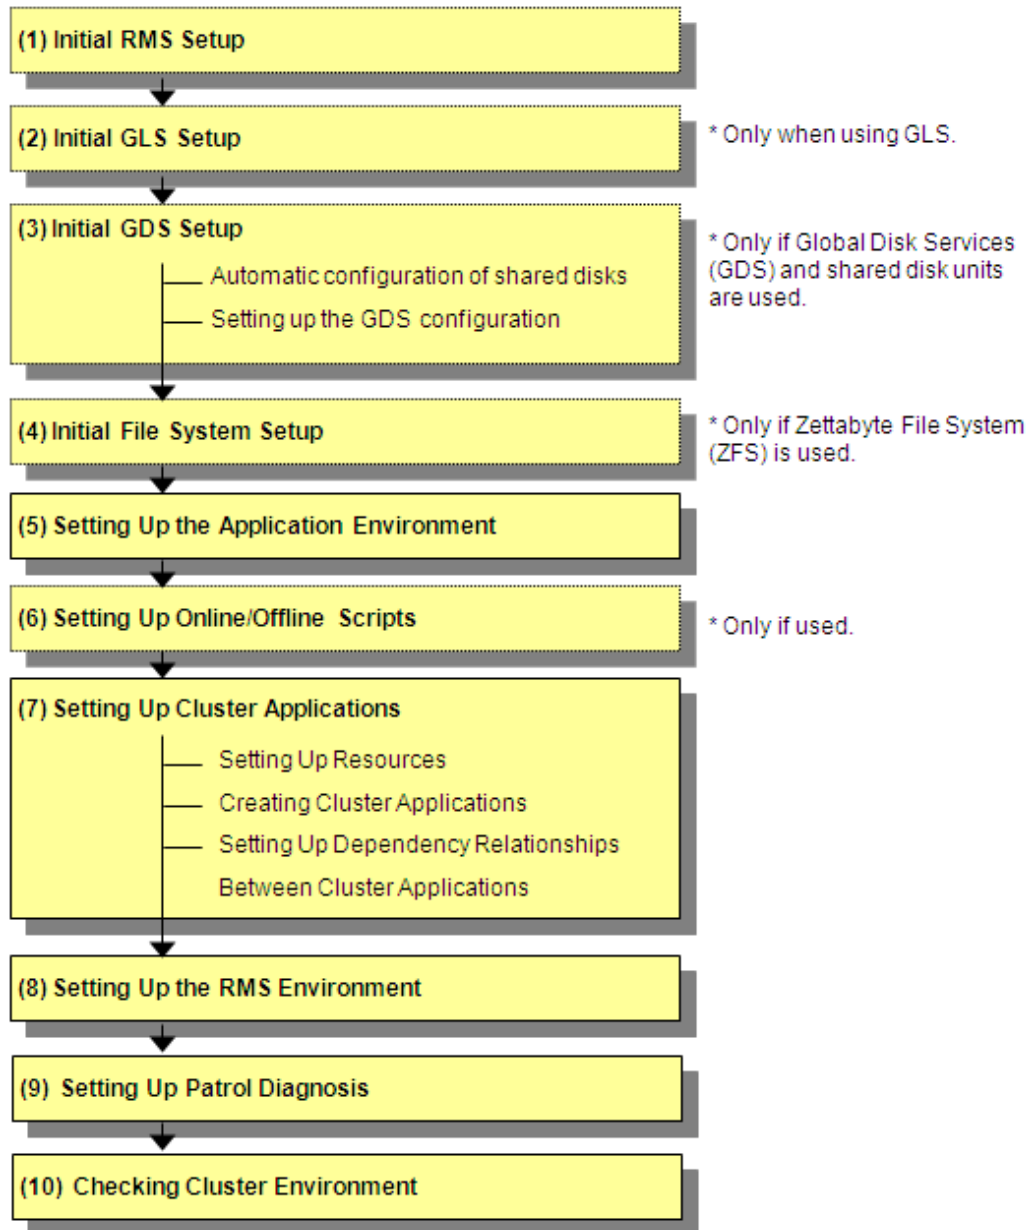 (1) Initial RMS Setup
(2) Initial GLS Setup
* Only when using GLS.
(3) Initial GDS Setup
Automatic configuration of shared disks
Setting up the GDS configuration
* Only if Global Disk Services
(GDS) and shared disk units
are used.
(4) Initial File System Setup
* Only if Zettabyte File System
(ZFS) is used.
(5) Setting Up the Application Environment
(6) Setting Up Online/Offline Scripts
* Only if used.
(7) Setting Up Cluster Applications
Setting Up Resources
Creating Cluster Applications
Setting Up Dependency Relationships
Between Cluster Applications
(8) Setting Up the RMS Environment
(9) Setting Up Patrol Diagnosis
(10) Checking Cluster Environment